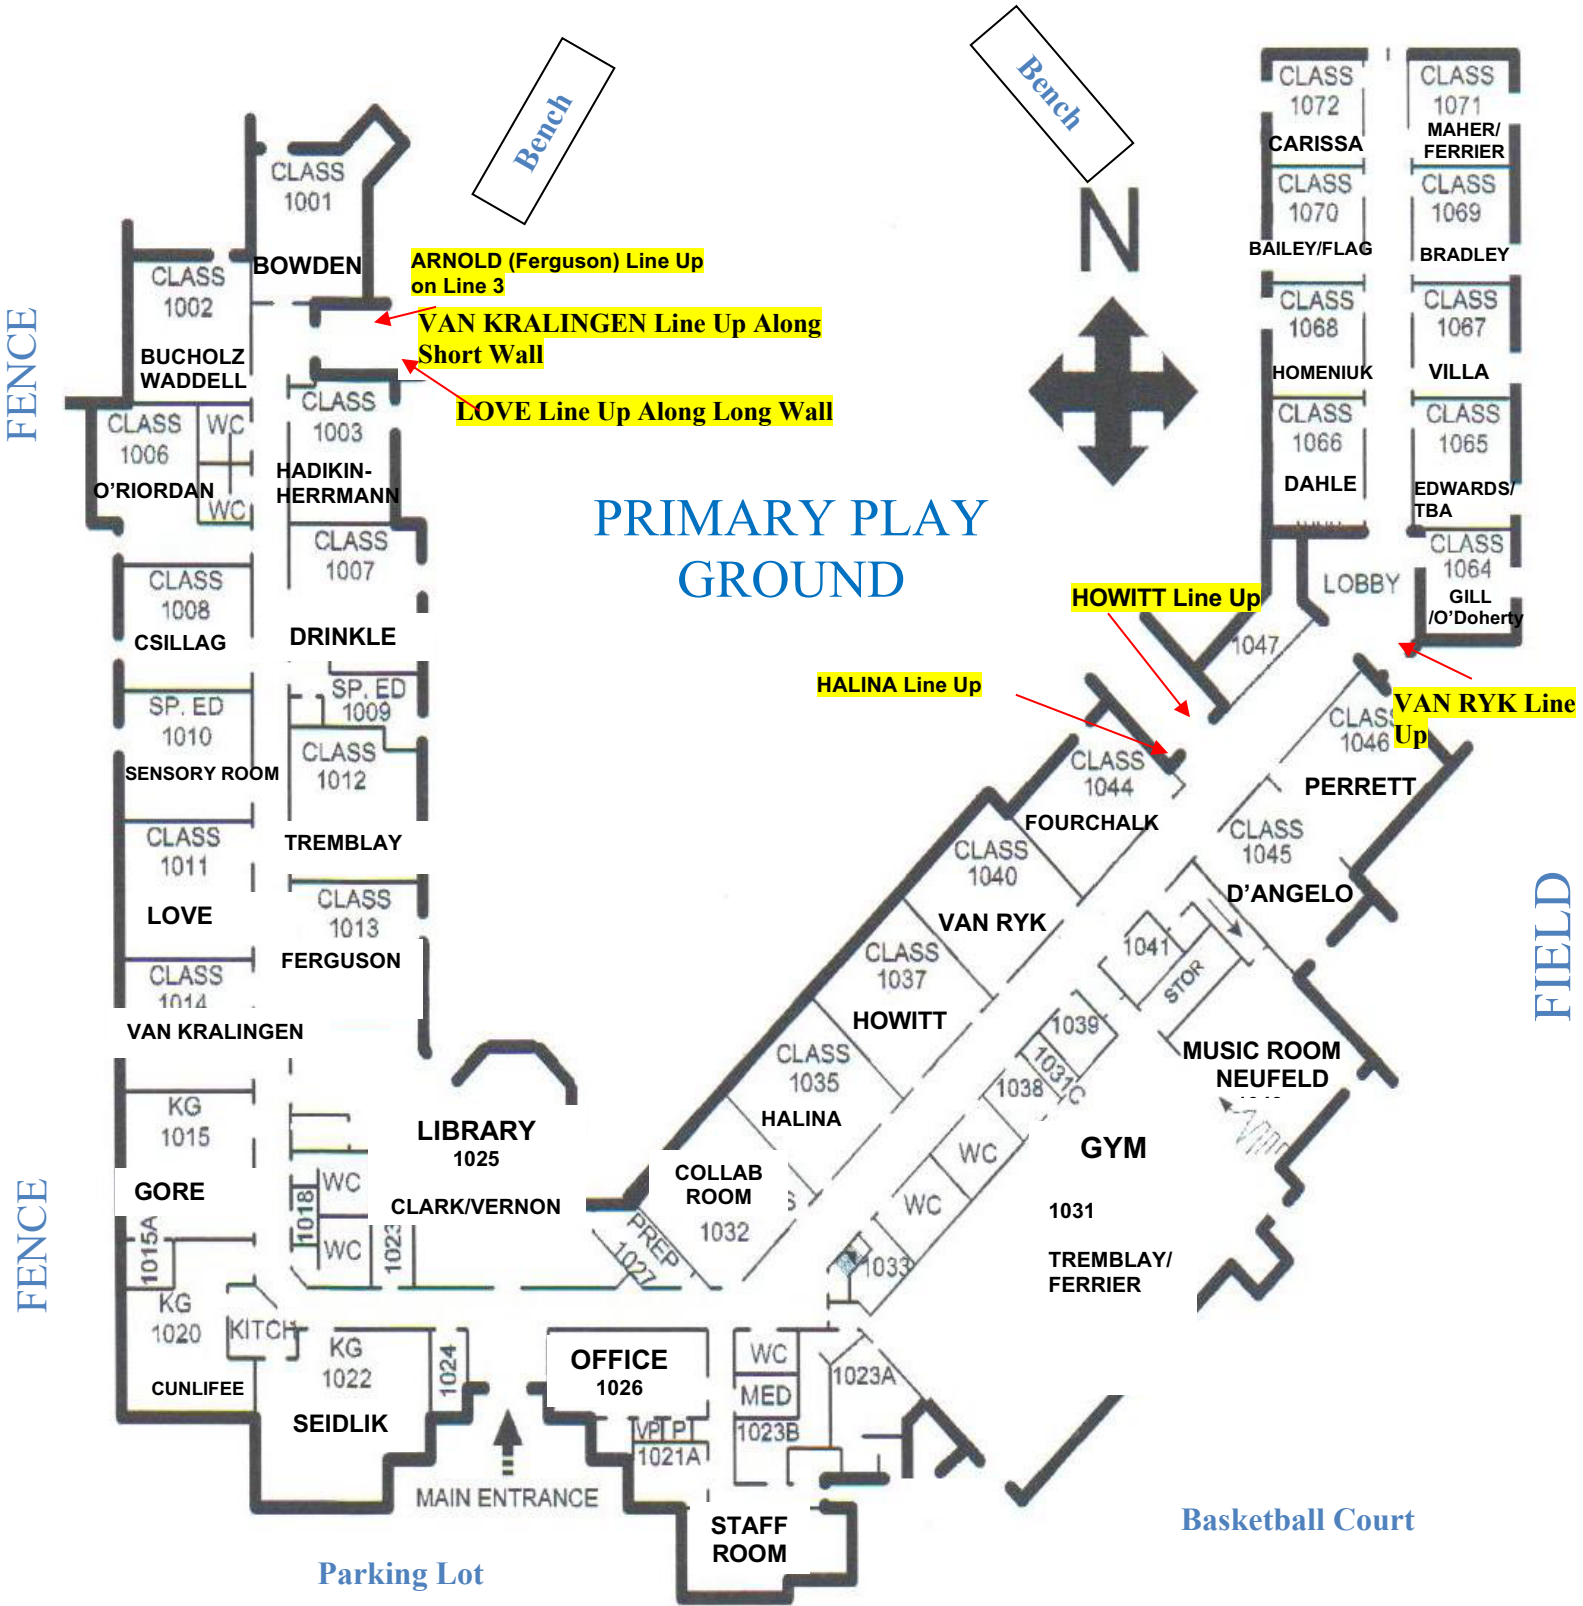 Bench
Bench
N
FENCE
FENCE
CLASS
1001
BOWDEN
CLASS
1002
BUCHOLZ
WADDELL
ARNOLD (Ferguson) Line Up
on Line 3
VAN KRALINGEN Line Up Along
Short Wall
LOVE Line Up Along Long Wall
CLASS
1003
HADIKIN-
HERRMANN
CLASS
1006
O'RIORDAN
WC
WC
CLASS
1007
DRINKLE
CLASS
1008
CSILLAG
SP. ED
1009
SP. ED
1010
SENSORY ROOM
CLASS
1012
TREMBLAY
CLASS
1011
LOVE
CLASS
1013
FERGUSON
CLASS
1014
VAN KRALINGEN
KG
1015
GORE
1015A
KG
1020
CUNLIFEE
KITCH
KG
1022
SEIDLIK
1024
1018
WC
WC
1023
LIBRARY
1025
CLARK/VERNON
PREP
1027
COLLAB
ROOM
S
1032
OFFICE
1026
VP
P
1021A
WC
MED
1023B
1023A
STAFF
ROOM
MAIN ENTRANCE
Parking Lot
PRIMARY PLAY
GROUND
CLASS
1072
CARISSA
CLASS
1071
MAHER/
FERRIER
CLASS
1070
BAILEY/FLAG
CLASS
1069
BRADLEY
CLASS
1068
HOMENIUK
CLASS
1067
VILLA
CLASS
1066
DAHLE
CLASS
1065
EDWARDS/
TBA
CLASS
1064
GILL
/O'Doherty
LOBBY
1047
HOWITT Line Up
HALINA Line Up
VAN RYK Line
Up
CLASS
1046
PERRETT
CLASS
1045
D'ANGELO
CLASS
1044
FOURCHALK
CLASS
1040
VAN RYK
CLASS
1037
HOWITT
CLASS
1035
HALINA
1041
STOR
1039
1031C
1038
WC
WC
1033
MUSIC ROOM
NEUFELD
GYM
1031
TREMBLAY/
FERRIER
FIELD
Basketball Court